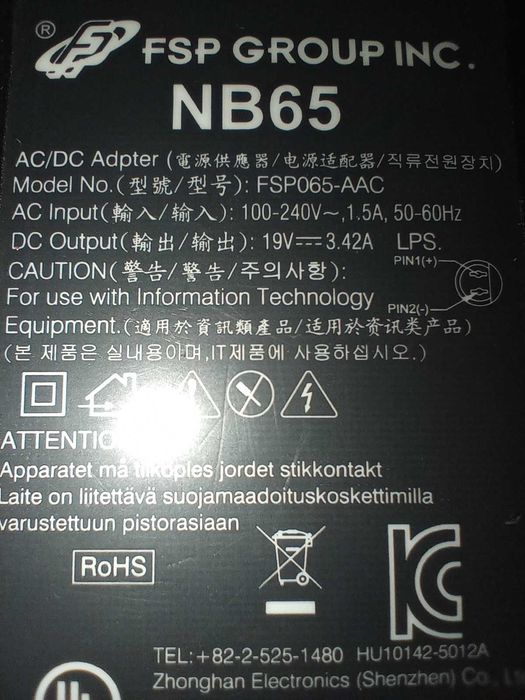 ® FSP GROUP INC.
NB65
AC/DC Adpter (電源供應器/电源适配器/직류전원장치)
Model No.(型號/型号): FSP065-AAC
AC Input(輸入/输入): 100-240V~,1.5A, 50-60Hz
DC Output(輸出/输出): 19V⎓3.42A LPS.
PIN1(+)
CAUTION(警告/警告/주의사항):
For use with Information Technology
PIN2(-)
Equipment.(適用於資訊類產品/适用於资讯类产品)
(본 제품은 실내용이며,IT제품에 사용하십시오.)
ATTENTIO
Apparatet må tilkoples jordet stikkontakt
Laite on liitettävä suojamaadoituskoskettimilla
varustettuun pistorasiaan
RoHS
TEL:+82-2-525-1480 HU10142-5012A
Zhonghan Electronics (Shenzhen) Co., Lt